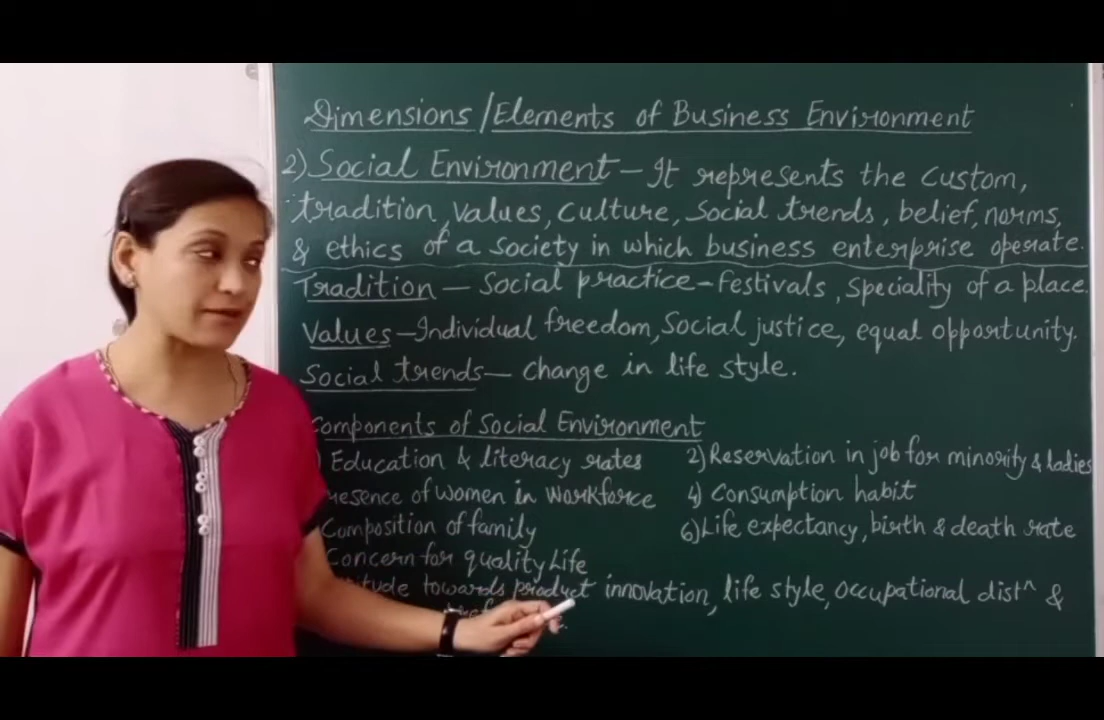 Dimensions/Elements of Business Environment
2) Social Environment – It represents the custom,
tradition, values, culture, Social trends, belief, norms,
& ethics of a society in which business enterprise operate.
Tradition – Social practice – Festivals, Speciality of a place.
Values – Individual freedom, Social justice, equal opportunity.
Social trends – Change in life style.
Components of Social Environment
) Education & literacy rates 2) Reservation in job for minority & ladies
resence of women in workforce 4) Consumption habit
Composition of family 6) Life expectancy, birth & death rate
Concern for quality Life
towards product innovation, life style, occupational dist^ &